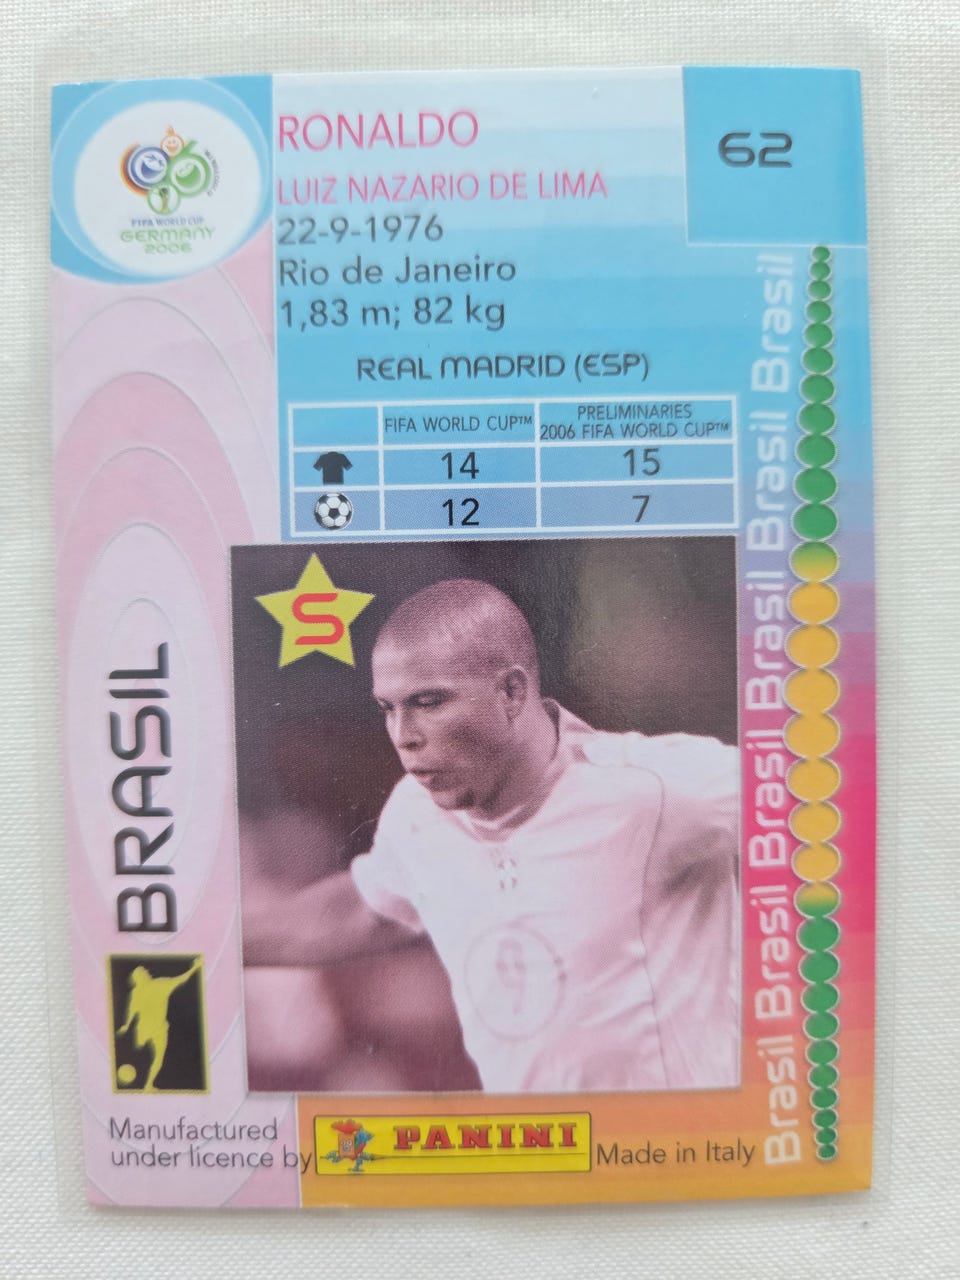 FIFA WORLD CUP
GERMANY
2006
RONALDO
LUIZ NAZARIO DE LIMA
22-9-1976
Rio de Janeiro
1,83 m; 82 kg
REAL MADRID (ESP)
62
FIFA WORLD CUP™
PRELIMINARIES
2006 FIFA WORLD CUP™
14 15
12 7
S
9
BRASIL
Brasil Brasil Brasil Brasil Brasil Brasil Brasil
Manufactured
under licence by
PANINI
Made in Italy